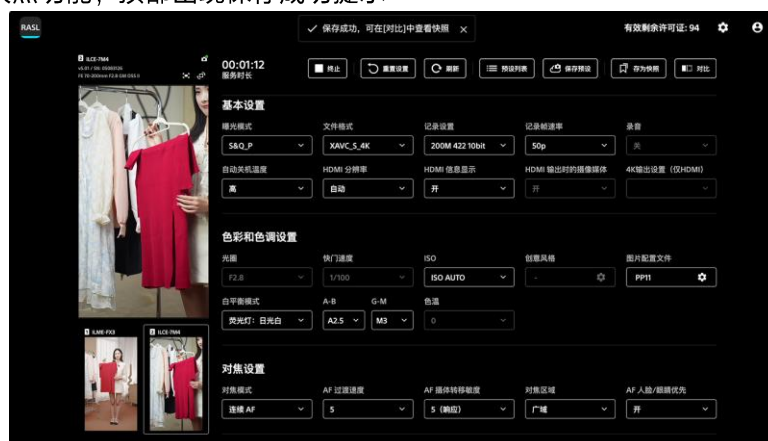 RASL
保存成功，可在[对比]中查看快照
有效剩余许可证: 94
2 ILCE-7M4
FE 70-200mm F2.8 GM OSS II
00:01:12
服务时长
终止
重置设置
刷新
预设列表
保存预设
存为快照
对比
基本设置
曝光模式 文件格式 记录设置 记录帧速率 录音
S&Q_P XAVC_S_4K 200M 422 10bit 50p 关
自动关机温度 HDMI 分辨率 HDMI 信息显示 HDMI 输出时的摄像媒体 4K输出设置（仅HDMI）
高 自动 开 开
色彩和色调设置
光圈 快门速度 ISO 创意风格 图片配置文件
F2.8 1/100 ISO AUTO - PP11
白平衡模式 A-B G-M 色温
荧光灯: 日光白 A2.5 M3 0
1 ILME-FX3
2 ILCE-7M4
对焦设置
对焦模式 AF 过渡速度 AF 摄体转移敏度 对焦区域 AF 人脸/眼睛优先
连续 AF 5 5（响应） 广域 开